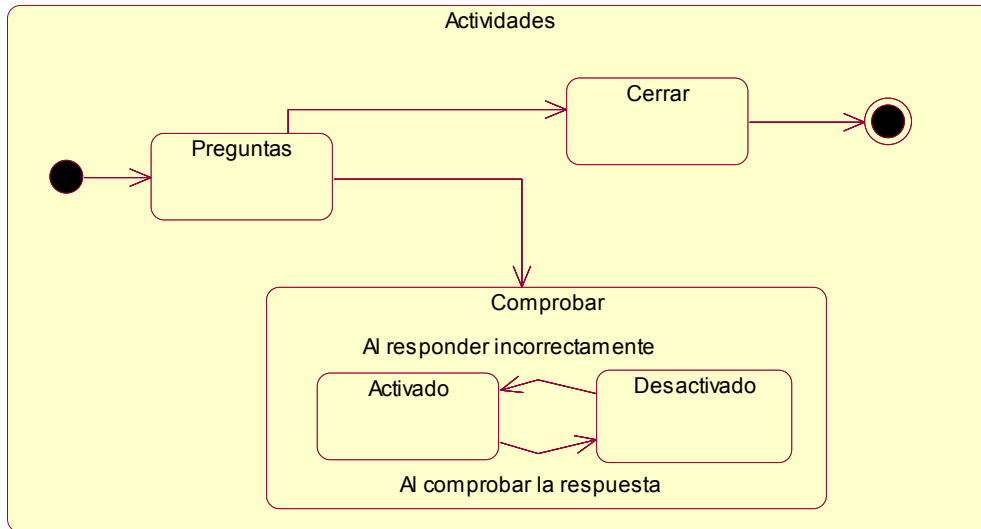 Actividades
Cerrar
Preguntas
Comprobar
Al responder incorrectamente
Activado
Desactivado
Al comprobar la respuesta